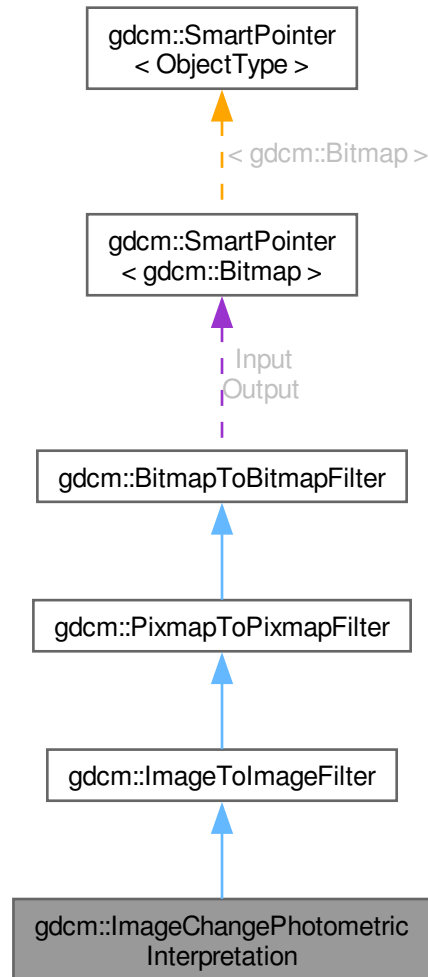 gdcm::SmartPointer
< ObjectType >
< gdcm::Bitmap >
gdcm::SmartPointer
< gdcm::Bitmap >
Input
Output
gdcm::BitmapToBitmapFilter
gdcm::PixmapToPixmapFilter
gdcm::ImageToImageFilter
gdcm::ImageChangePhotometric
Interpretation